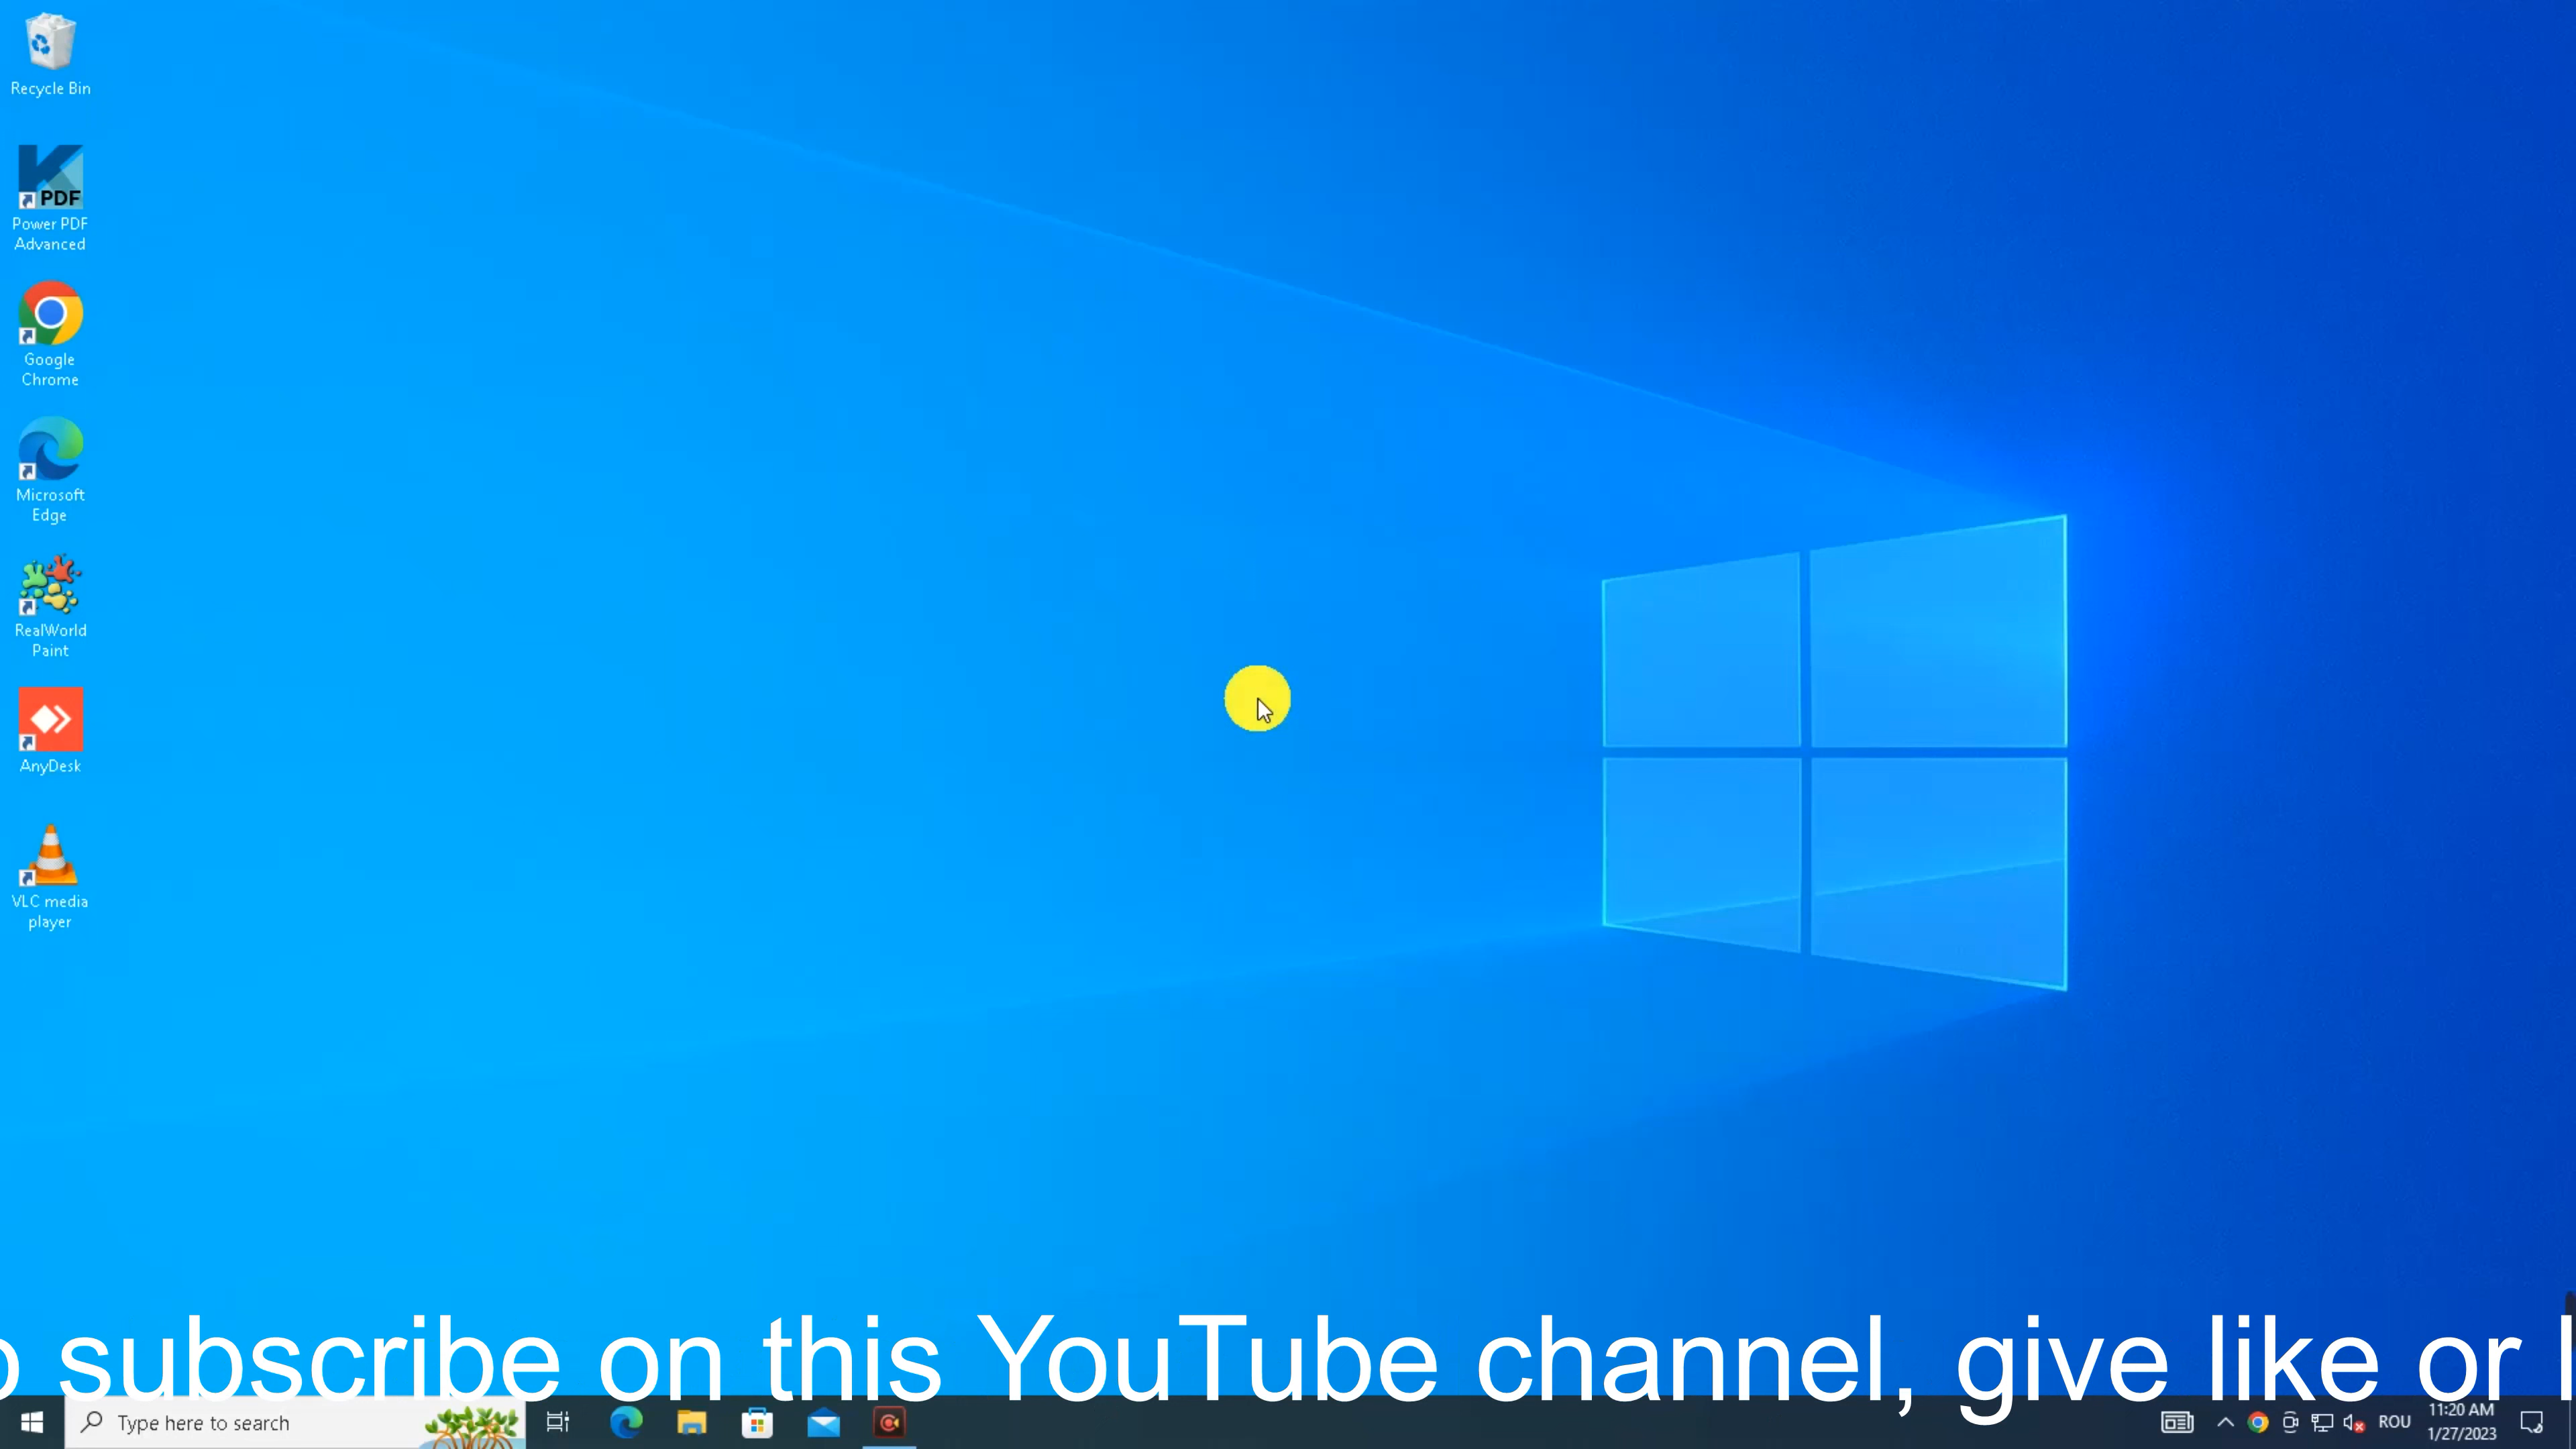 Recycle Bin
PDF
Power PDF
Advanced
Google
Chrome
Microsoft
Edge
RealWorld
Paint
AnyDesk
VLC media
player
subscribe on this YouTube channel, give like or
Type here to search
ROU
11:20 AM
1/27/2023